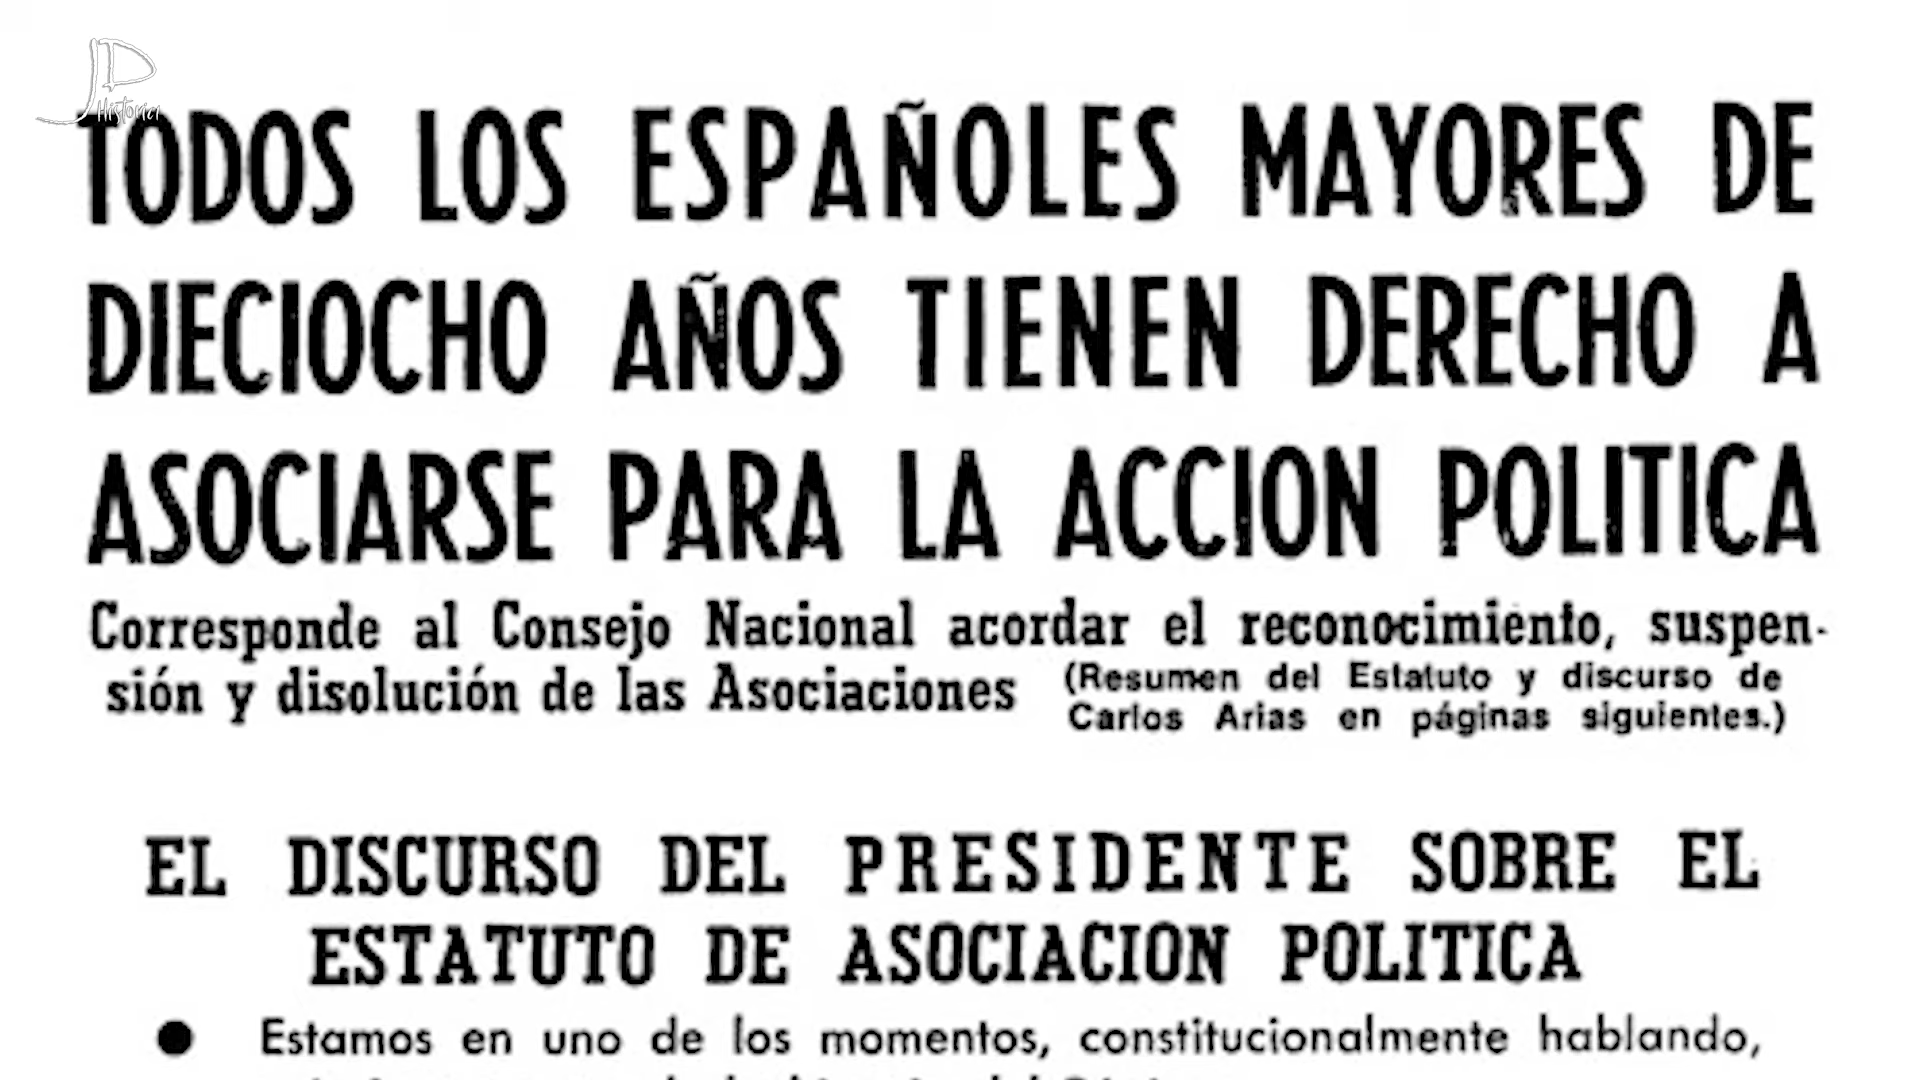 JD
Historia
TODOS LOS ESPAÑOLES MAYORES DE
DIECIOCHO AÑOS TIENEN DERECHO A
ASOCIARSE PARA LA ACCION POLITICA
Corresponde al Consejo Nacional acordar el reconocimiento, suspen-
sión y disolución de las Asociaciones
(Resumen del Estatuto y discurso de
Carlos Arias en páginas siguientes.)
EL DISCURSO DEL PRESIDENTE SOBRE EL
ESTATUTO DE ASOCIACION POLITICA
● Estamos en uno de los momentos, constitucionalmente hablando,